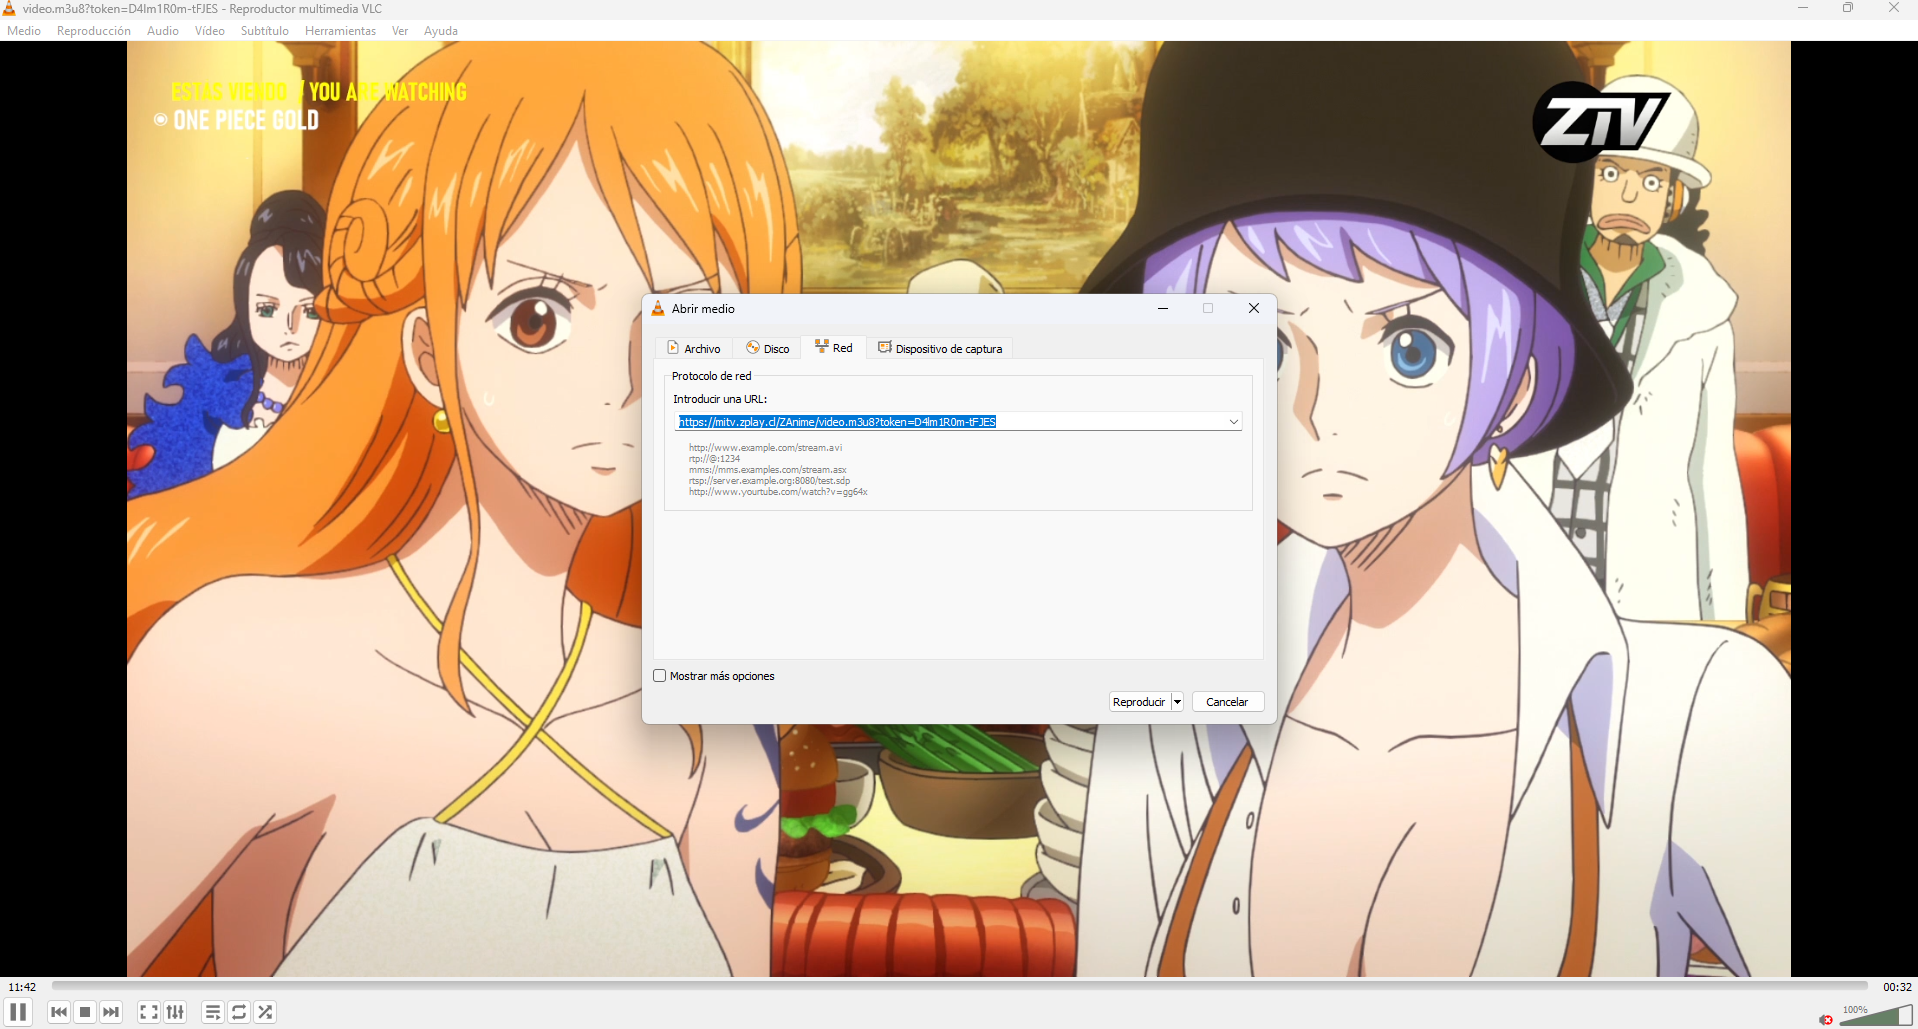 video.m3u8?token=D4lm1R0m-tFJES - Reproductor multimedia VLC
Medio Reproducción Audio Vídeo Subtítulo Herramientas Ver Ayuda
ESTAS VIENDO / YOU ARE WATCHING
ONE PIECE GOLD
ZTV
Abrir medio
Archivo Disco Red Dispositivo de captura
Protocolo de red
Introducir una URL:
https://mitv.zplay.cl/ZAnime/video.m3u8?token=D4lm1R0m-tFJES
http://www.example.com/stream.avi
rtp://@:1234
mms://mms.examples.com/stream.asx
rtsp://server.example.org:8080/test.sdp
http://www.yourtube.com/watch?v=gg64x
Mostrar más opciones
Reproducir Cancelar
11:42 00:32
100%